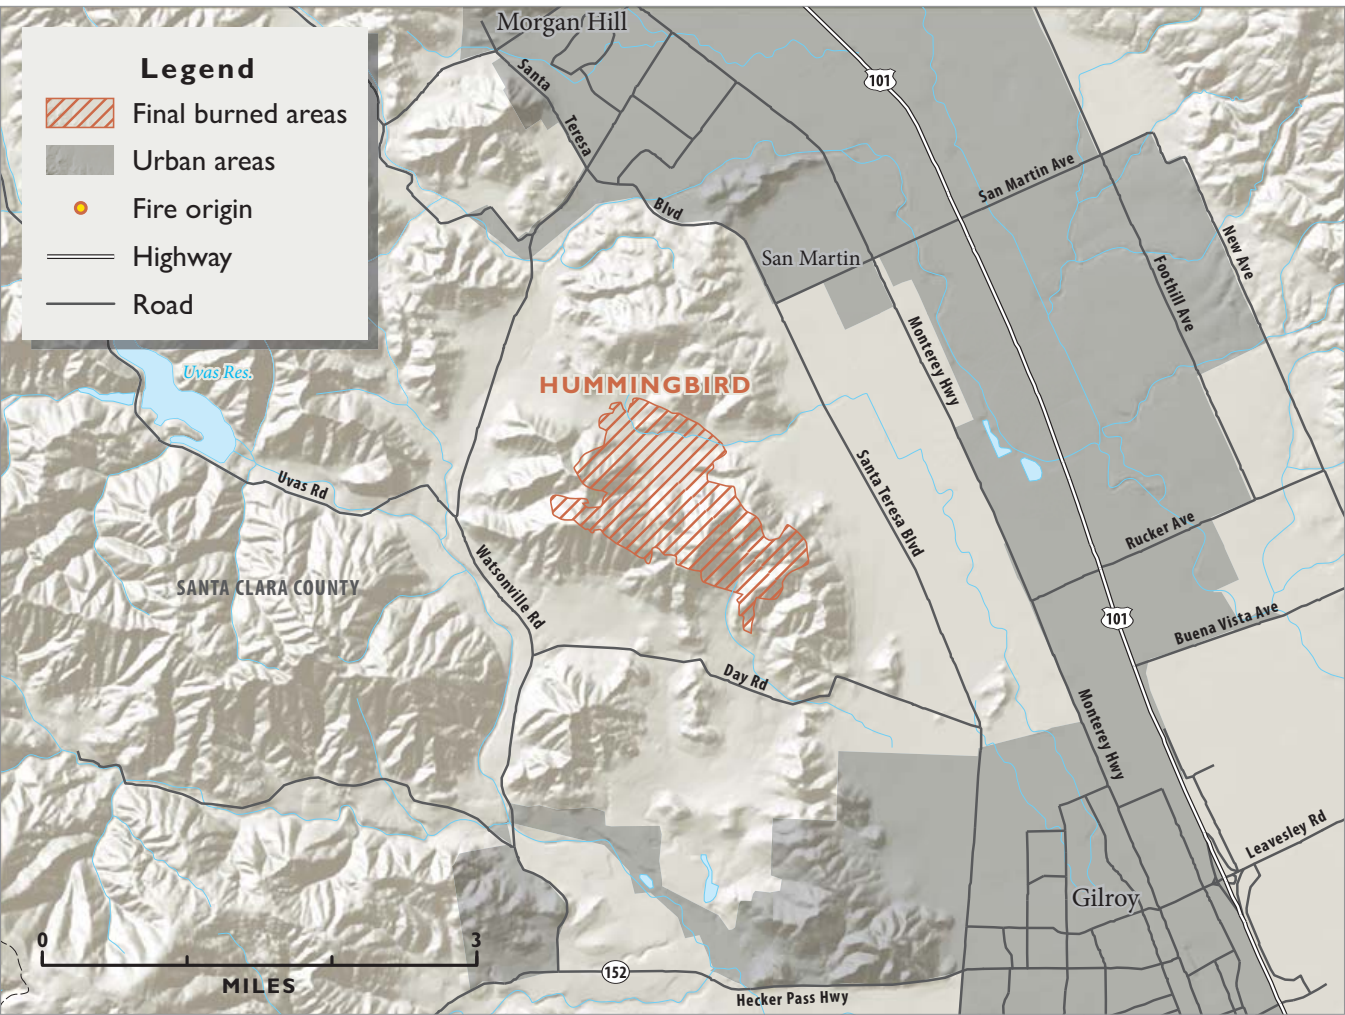 Morgan Hill
Legend
Final burned areas
Urban areas
Fire origin
Highway
Road
Santa
Teresa
Blvd
101
San Martin Ave
San Martin
New Ave
Foothill Ave
Monterey Hwy
Uvas Res.
HUMMINGBIRD
Santa Teresa Blvd
Uvas Rd
Rucker Ave
Watsonville Rd
SANTA CLARA COUNTY
Buena Vista Ave
101
Day Rd
Monterey Hwy
Leavesley Rd
Gilroy
0
3
MILES
152
Hecker Pass Hwy